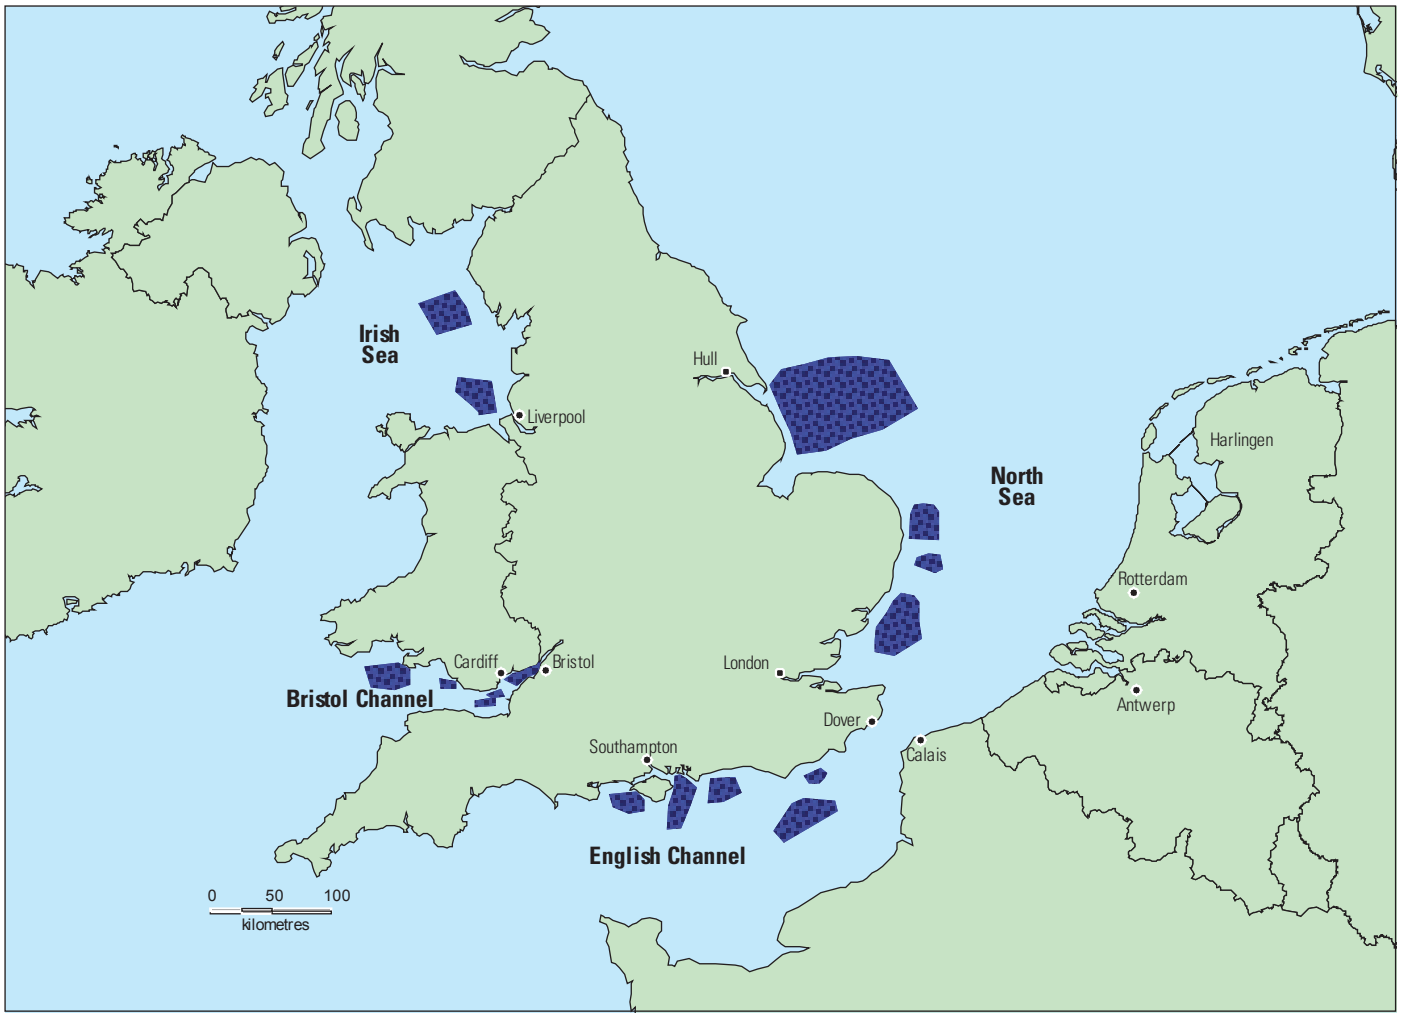 Irish
Sea
Hull
Liverpool
Harlingen
North
Sea
Rotterdam
Cardiff
Bristol
London
Bristol Channel
Antwerp
Dover
Southampton
Calais
English Channel
0 50 100
kilometres